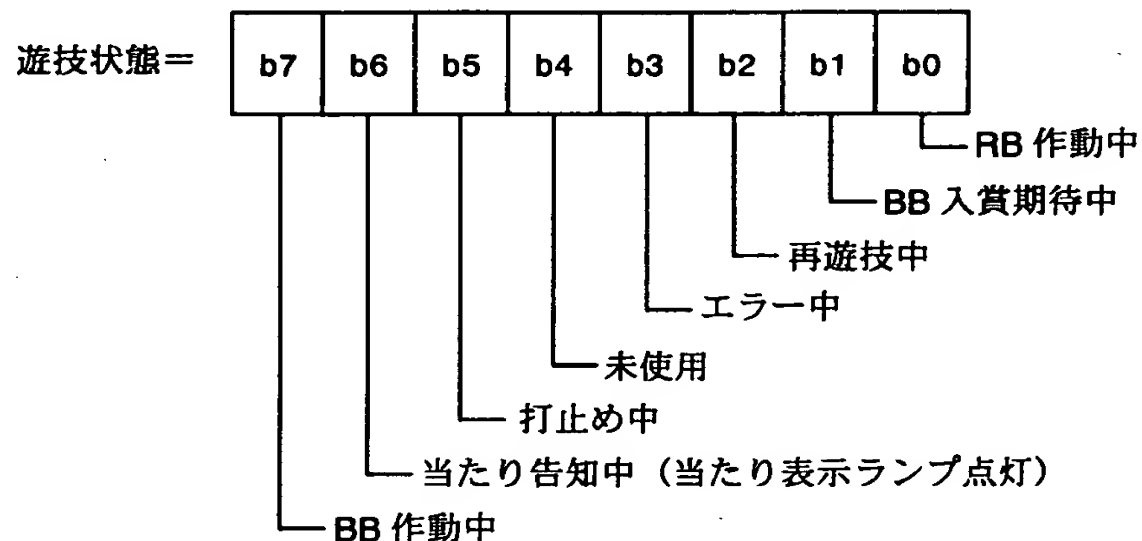 遊技状態＝ b7 b6 b5 b4 b3 b2 b1 b0
RB 作動中
BB 入賞期待中
再遊技中
エラー中
未使用
打止め中
当たり告知中（当たり表示ランプ点灯）
BB 作動中